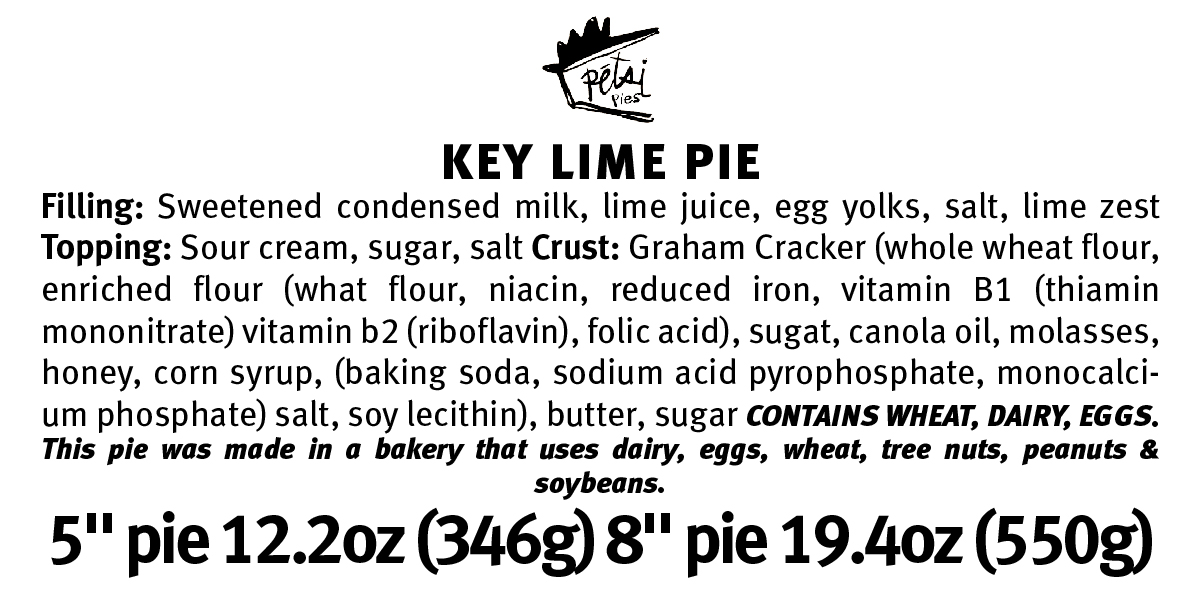 pétsi
Pies
KEY LIME PIE
Filling: Sweetened condensed milk, lime juice, egg yolks, salt, lime zest
Topping: Sour cream, sugar, salt Crust: Graham Cracker (whole wheat flour,
enriched flour (what flour, niacin, reduced iron, vitamin B1 (thiamin
mononitrate) vitamin b2 (riboflavin), folic acid), sugat, canola oil, molasses,
honey, corn syrup, (baking soda, sodium acid pyrophosphate, monocalci-
um phosphate) salt, soy lecithin), butter, sugar CONTAINS WHEAT, DAIRY, EGGS.
This pie was made in a bakery that uses dairy, eggs, wheat, tree nuts, peanuts &
soybeans.
5" pie 12.2oz (346g) 8" pie 19.4oz (550g)